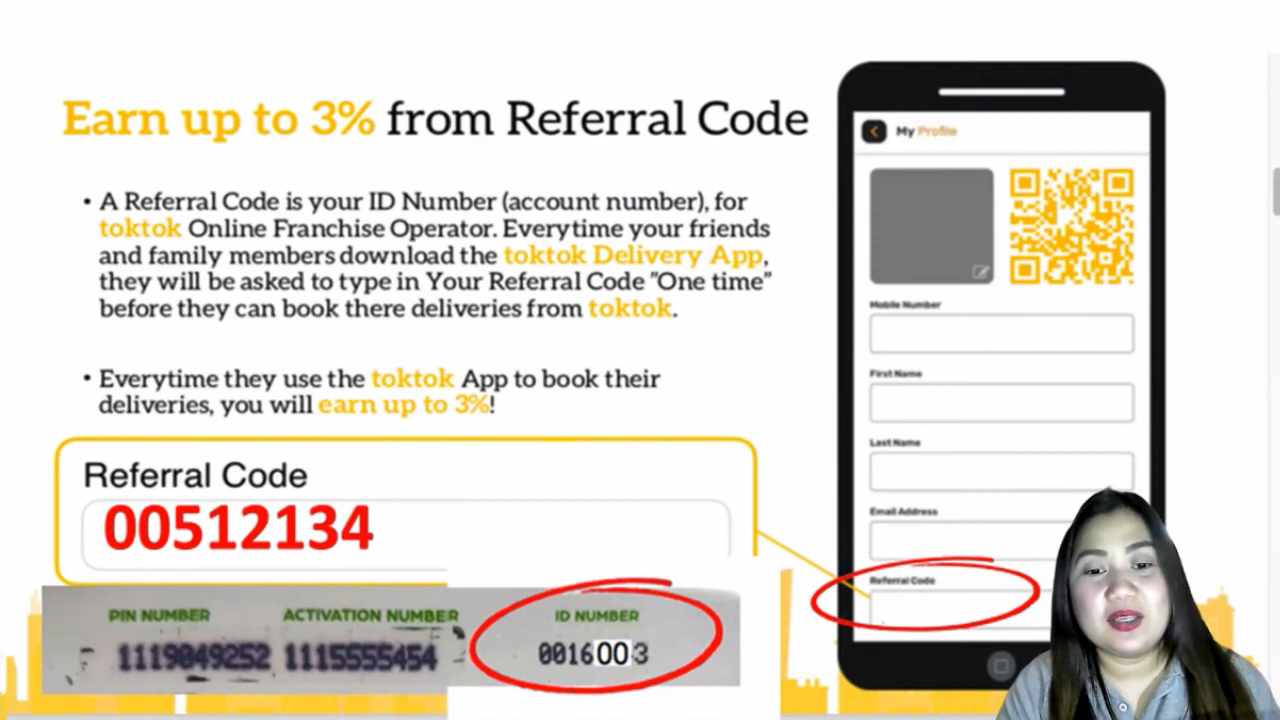 Earn up to 3% from Referral Code
• A Referral Code is your ID Number (account number), for
toktok Online Franchise Operator. Everytime your friends
and family members download the toktok Delivery App,
they will be asked to type in Your Referral Code "One time"
before they can book there deliveries from toktok.
• Everytime they use the toktok App to book their
deliveries, you will earn up to 3%!
Referral Code
00512134
PIN NUMBER ACTIVATION NUMBER ID NUMBER
1119849252 1115555454 0016003
My Profile
Mobile Number
First Name
Last Name
Email Address
Referral Code